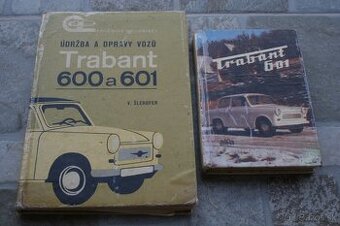 ÚDRŽBA A OPRAVY VOZŮ
Trabant
600 a 601
Trabant
601